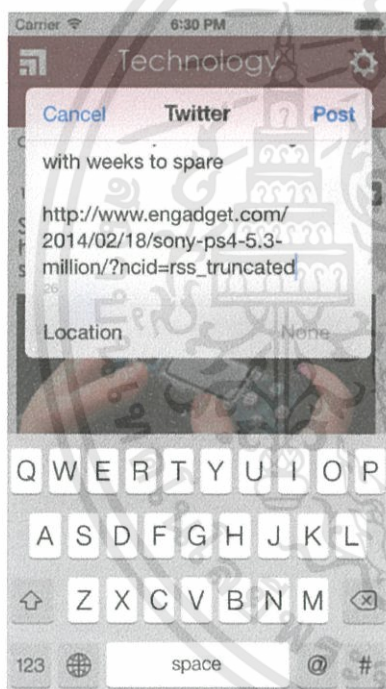 Carrier 6:30 PM
Technology
Cancel Twitter Post
with weeks to spare
http://www.engadget.com/
2014/02/18/sony-ps4-5.3-
million/?ncid=rss_truncated
26
Location None
Q W E R T Y U I O P
A S D F G H J K L
Z X C V B N M
123 space @ #